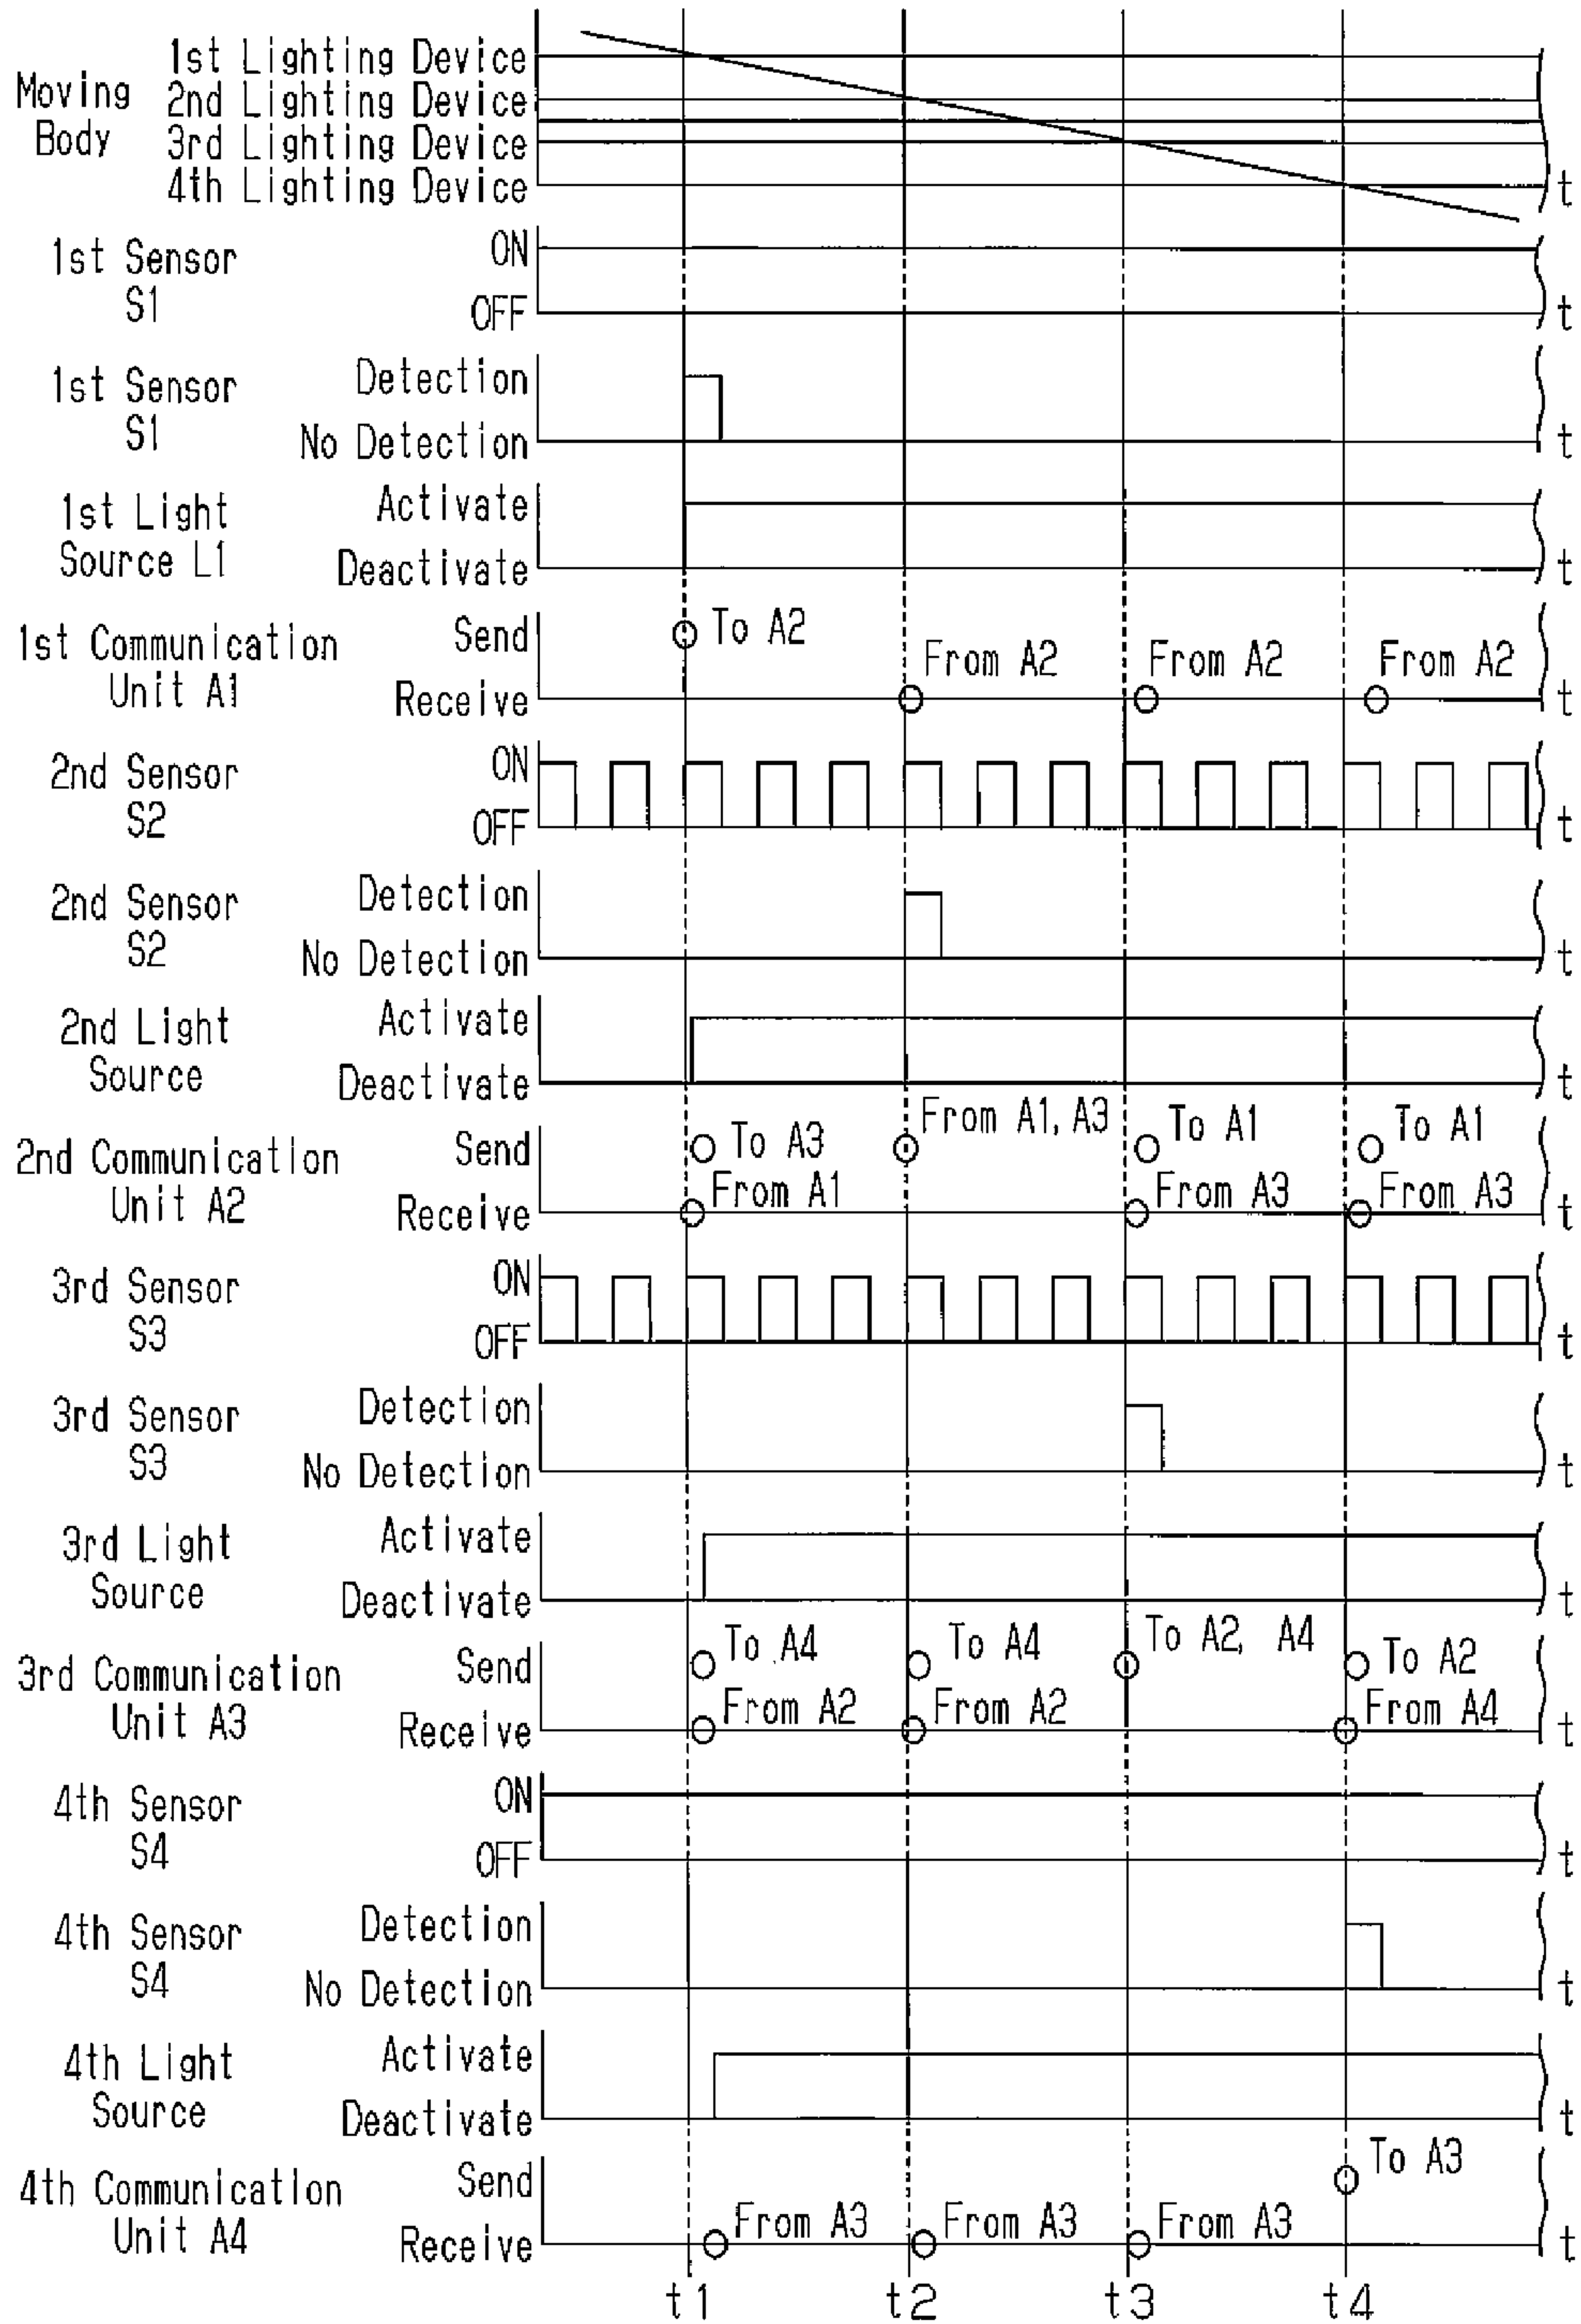 1st Lighting Device
Moving Body
2nd Lighting Device
3rd Lighting Device
4th Lighting Device
t
1st Sensor S1
ON
OFF
t
1st Sensor S1
Detection
No Detection
t
1st Light Source L1
Activate
Deactivate
t
1st Communication Unit A1
Send
To A2
From A2
From A2
From A2
Receive
t
2nd Sensor S2
ON
OFF
t
2nd Sensor S2
Detection
No Detection
t
2nd Light Source
Activate
Deactivate
t
2nd Communication Unit A2
Send
To A3
From A1, A3
To A1
To A1
Receive
From A1
From A3
From A3
t
3rd Sensor S3
ON
OFF
t
3rd Sensor S3
Detection
No Detection
t
3rd Light Source
Activate
Deactivate
t
3rd Communication Unit A3
Send
To A4
To A4
To A2, A4
To A2
Receive
From A2
From A2
From A4
t
4th Sensor S4
ON
OFF
t
4th Sensor S4
Detection
No Detection
t
4th Light Source
Activate
Deactivate
t
4th Communication Unit A4
Send
To A3
Receive
From A3
From A3
From A3
t
t1
t2
t3
t4